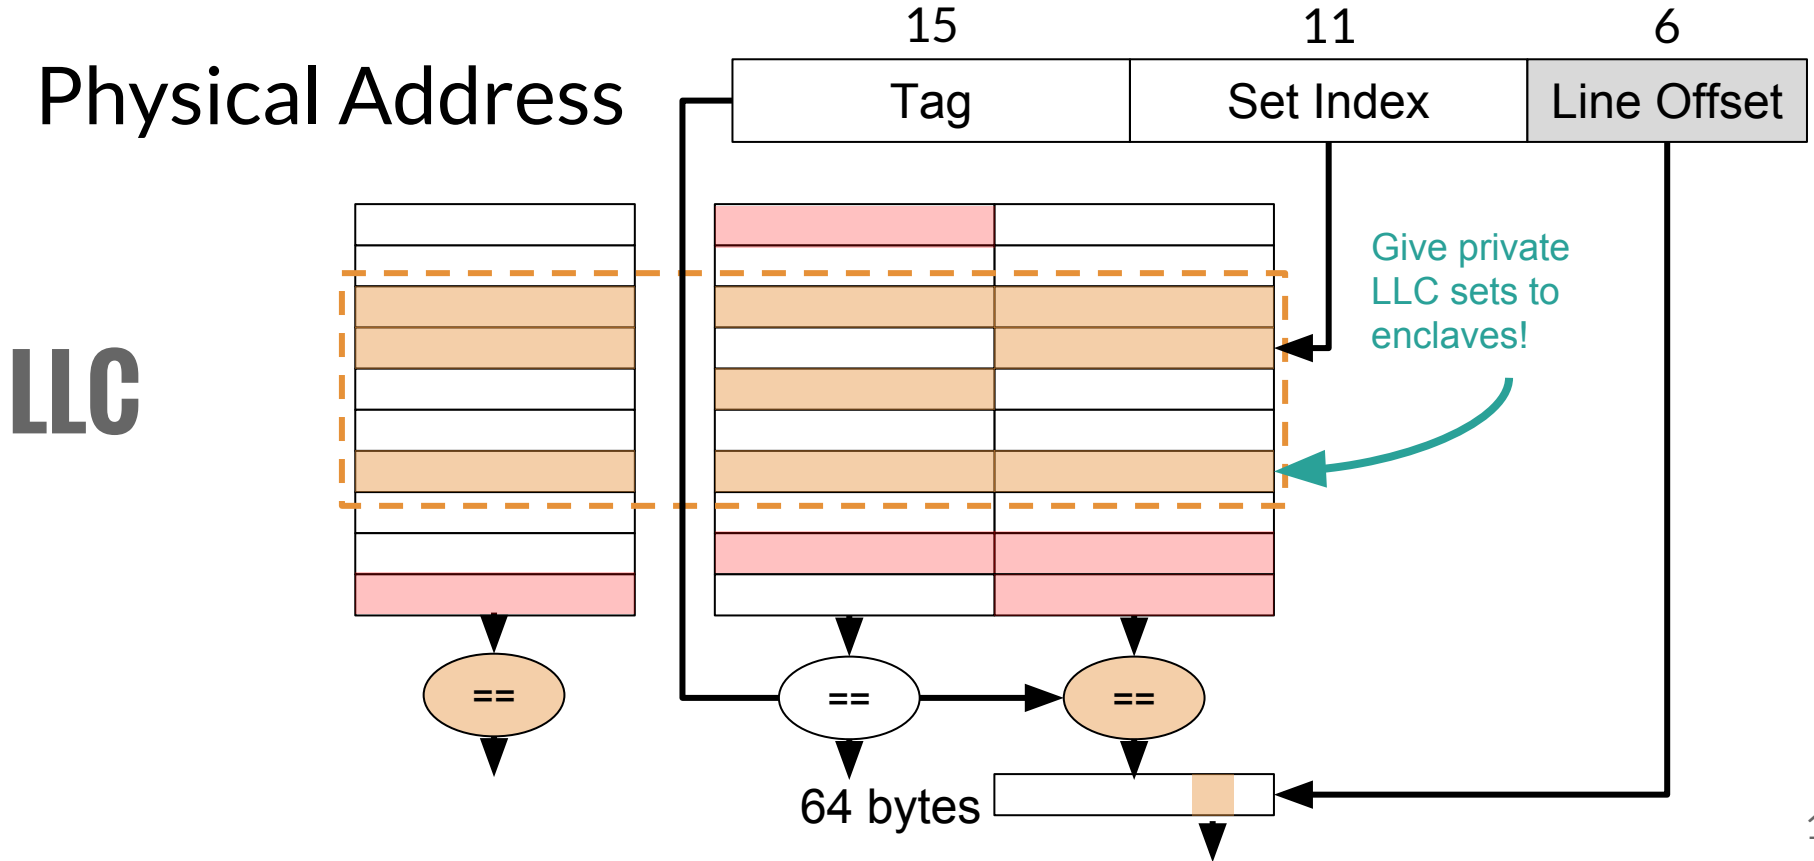 15 11 6
Physical Address
Tag Set Index Line Offset
Give private
LLC sets to
enclaves!
LLC
== == ==
64 bytes